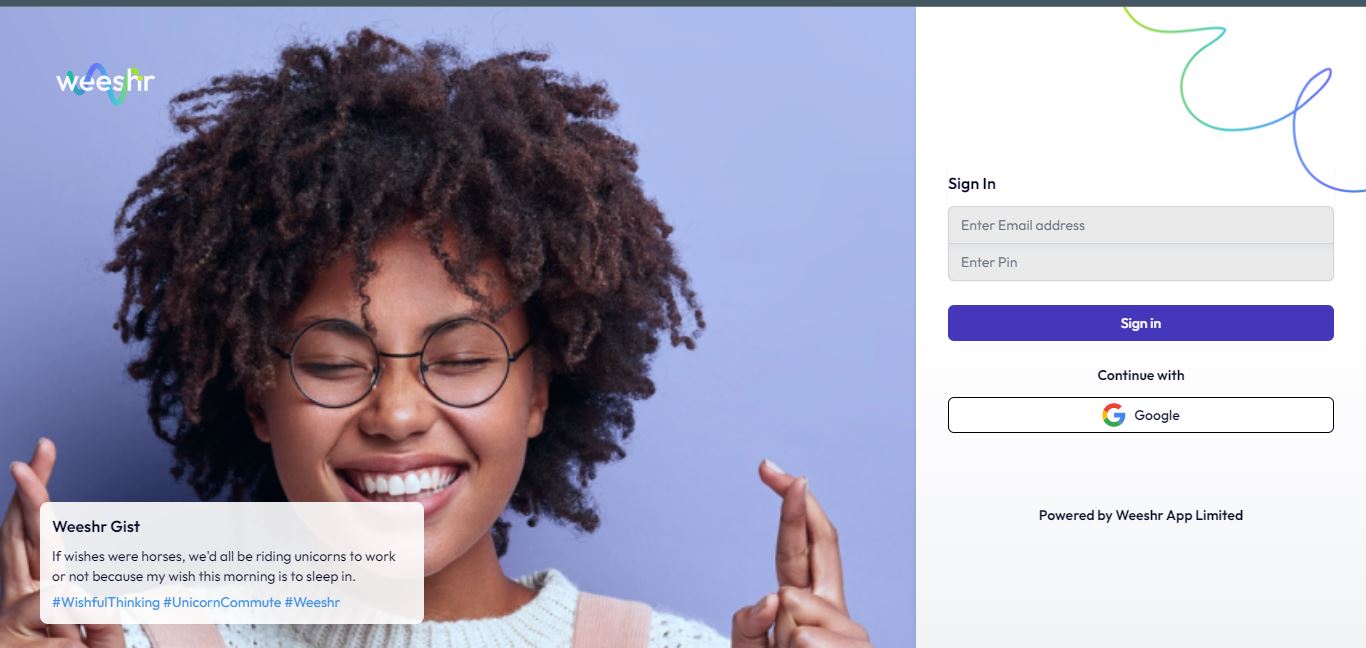 weeshr
Sign In
Enter Email address
Enter Pin
Sign in
Continue with
Google
Powered by Weeshr App Limited
Weeshr Gist
If wishes were horses, we'd all be riding unicorns to work
or not because my wish this morning is to sleep in.
#WishfulThinking #UnicornCommute #Weeshr